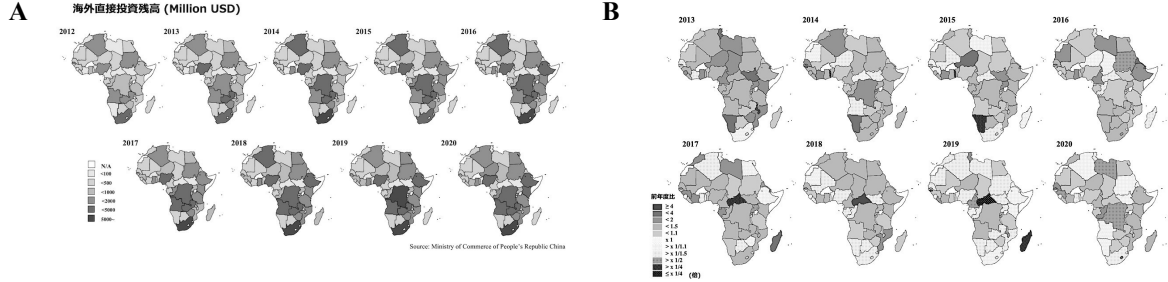 A
海外直接投資残高 (Million USD)
2012
2013
2014
2015
2016
2017
2018
2019
2020
N/A
<100
<500
<1000
<2000
<5000
5000~
Source: Ministry of Commerce of People's Republic China
B
2013
2014
2015
2016
2017
2018
2019
2020
前年度比
≥ 4
< 4
< 2
< 1.5
< 1.1
x 1
> x 1/1.1
> x 1/1.5
> x 1/2
> x 1/4
≤ x 1/4 (倍)